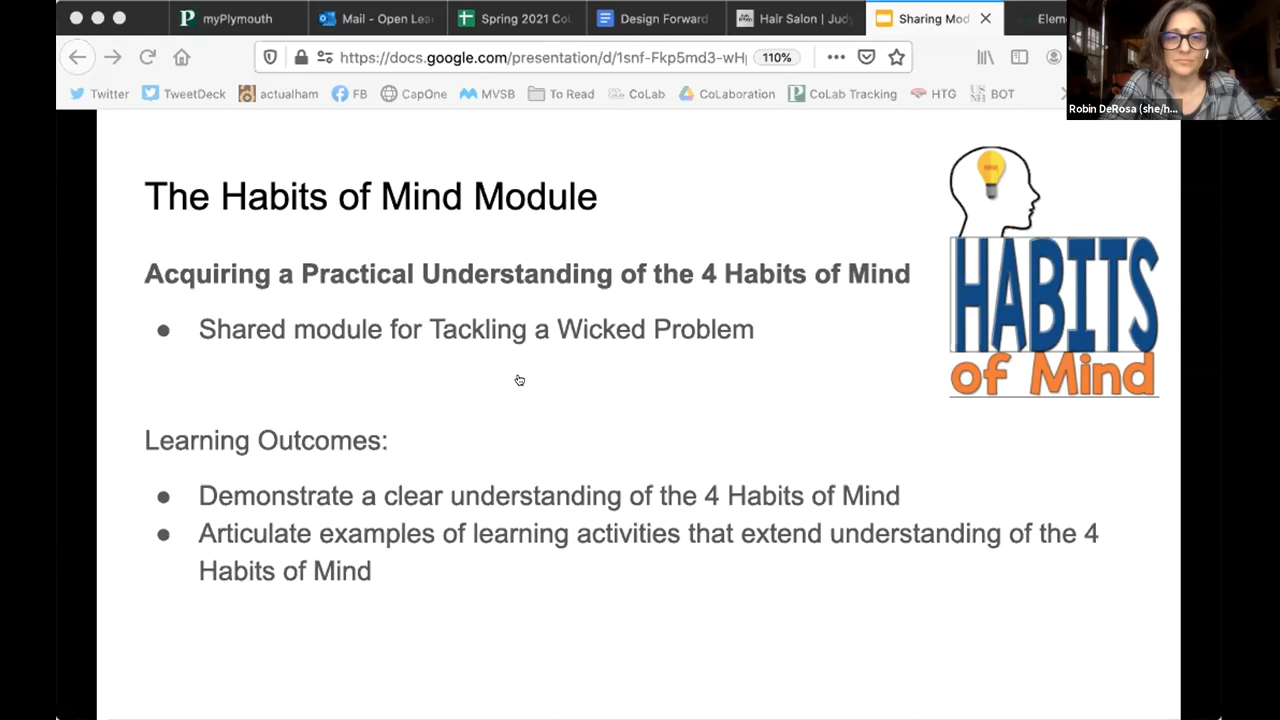 myPlymouth
Mail - Open Lea
Spring 2021 CoL
Design Forward
Hair Salon | Judy
Sharing Mod
Elem
https://docs.google.com/presentation/d/1snf-Fkp5md3-wH
110%
Twitter
TweetDeck
actualham
FB
CapOne
MVSB
To Read
CoLab
CoLaboration
CoLab Tracking
HTG
BOT
Robin DeRosa (she/h...
The Habits of Mind Module
Acquiring a Practical Understanding of the 4 Habits of Mind
● Shared module for Tackling a Wicked Problem
HABITS
of Mind
Learning Outcomes:
● Demonstrate a clear understanding of the 4 Habits of Mind
● Articulate examples of learning activities that extend understanding of the 4
Habits of Mind